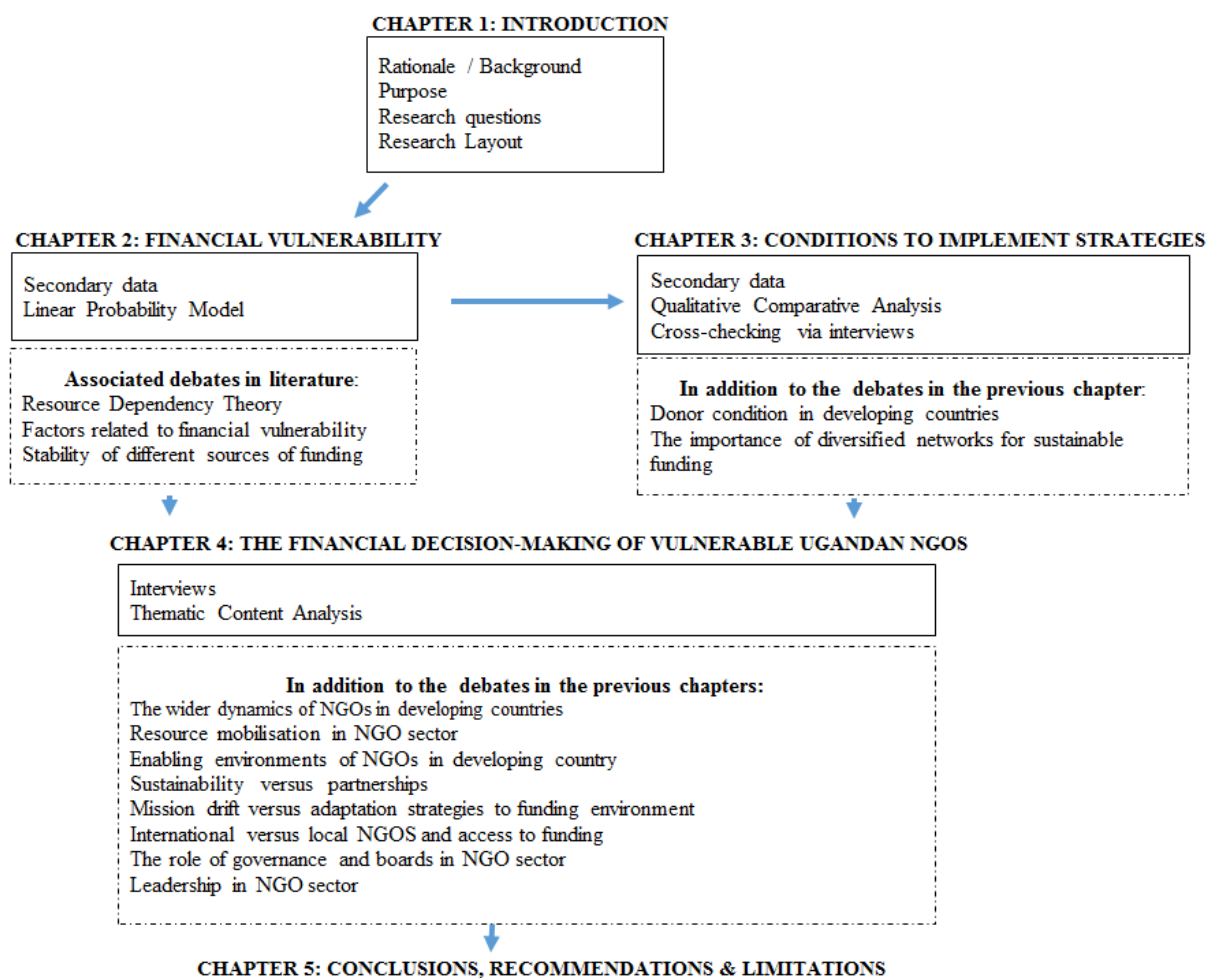 CHAPTER 1: INTRODUCTION
Rationale / Background
Purpose
Research questions
Research Layout
CHAPTER 2: FINANCIAL VULNERABILITY
Secondary data
Linear Probability Model
Associated debates in literature:
Resource Dependency Theory
Factors related to financial vulnerability
Stability of different sources of funding
CHAPTER 3: CONDITIONS TO IMPLEMENT STRATEGIES
Secondary data
Qualitative Comparative Analysis
Cross-checking via interviews
In addition to the debates in the previous chapter:
Donor condition in developing countries
The importance of diversified networks for sustainable
funding
CHAPTER 4: THE FINANCIAL DECISION-MAKING OF VULNERABLE UGANDAN NGOS
Interviews
Thematic Content Analysis
In addition to the debates in the previous chapters:
The wider dynamics of NGOs in developing countries
Resource mobilisation in NGO sector
Enabling environments of NGOs in developing country
Sustainability versus partnerships
Mission drift versus adaptation strategies to funding environment
International versus local NGOS and access to funding
The role of governance and boards in NGO sector
Leadership in NGO sector
CHAPTER 5: CONCLUSIONS, RECOMMENDATIONS & LIMITATIONS